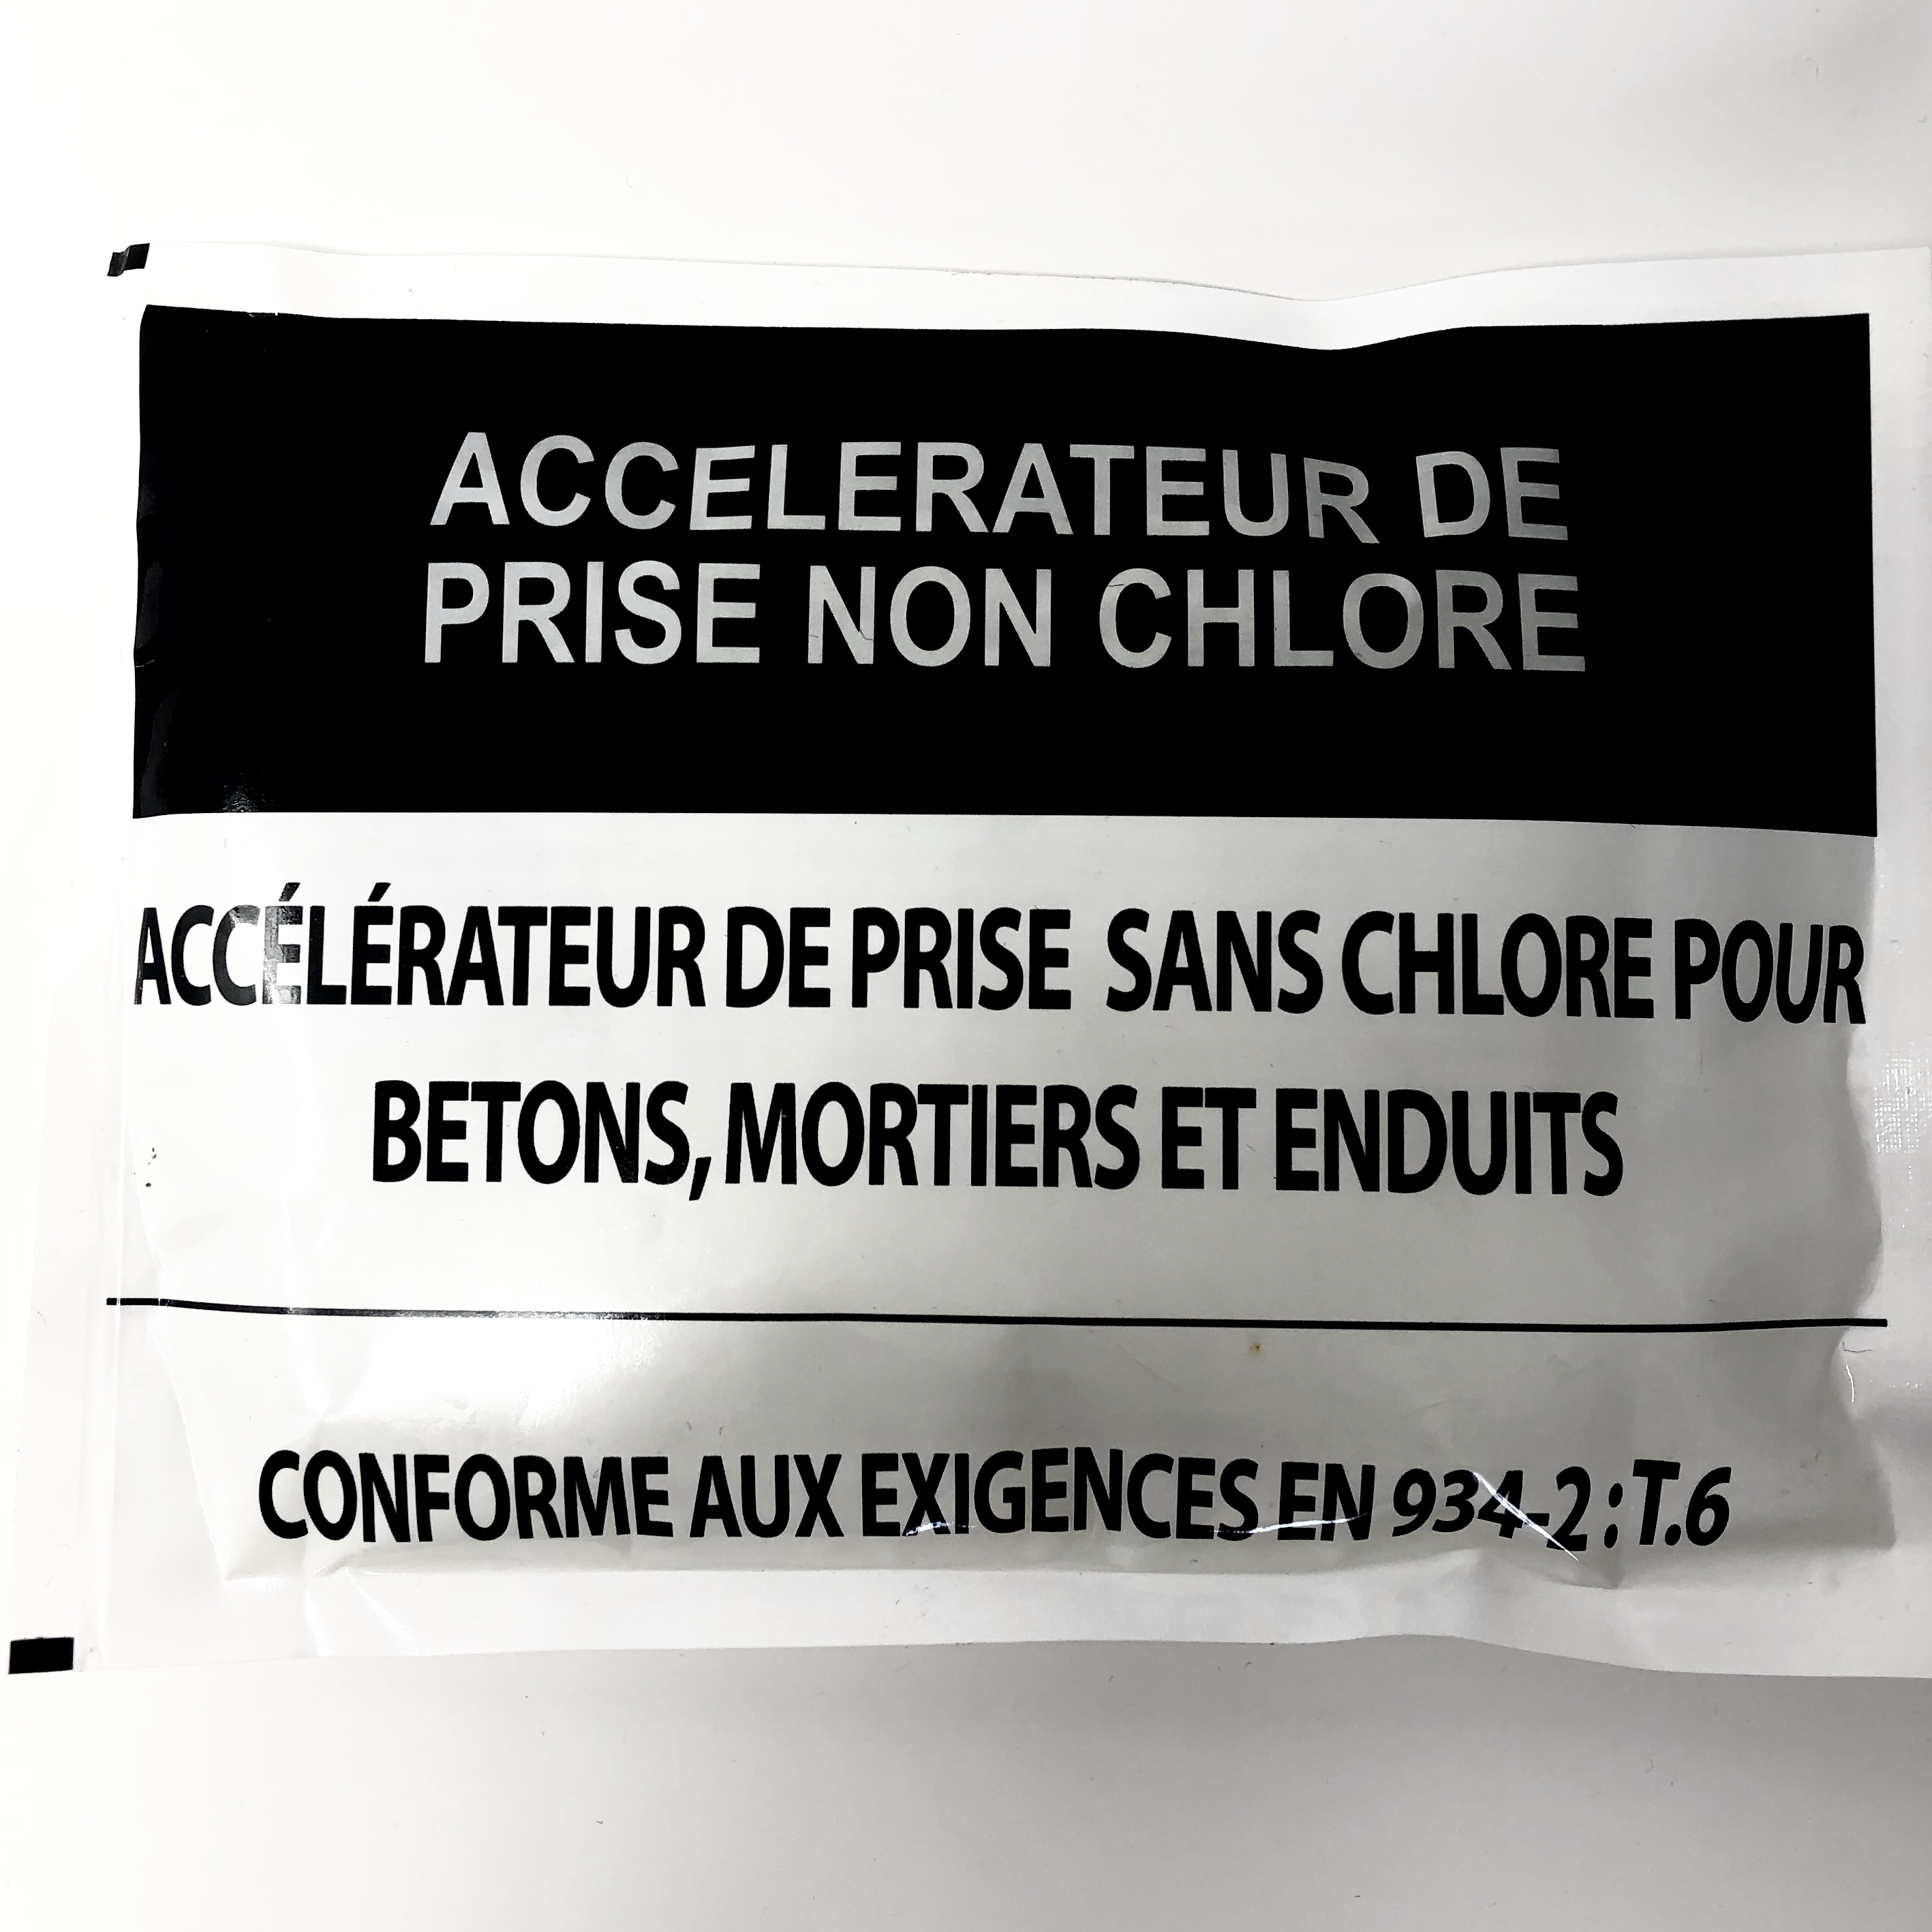 ACCELERATEUR DE
PRISE NON CHLORE
ACCÉLÉRATEUR DE PRISE SANS CHLORE POUR
BETONS, MORTIERS ET ENDUITS
CONFORME AUX EXIGENCES EN 934-2 : T.6